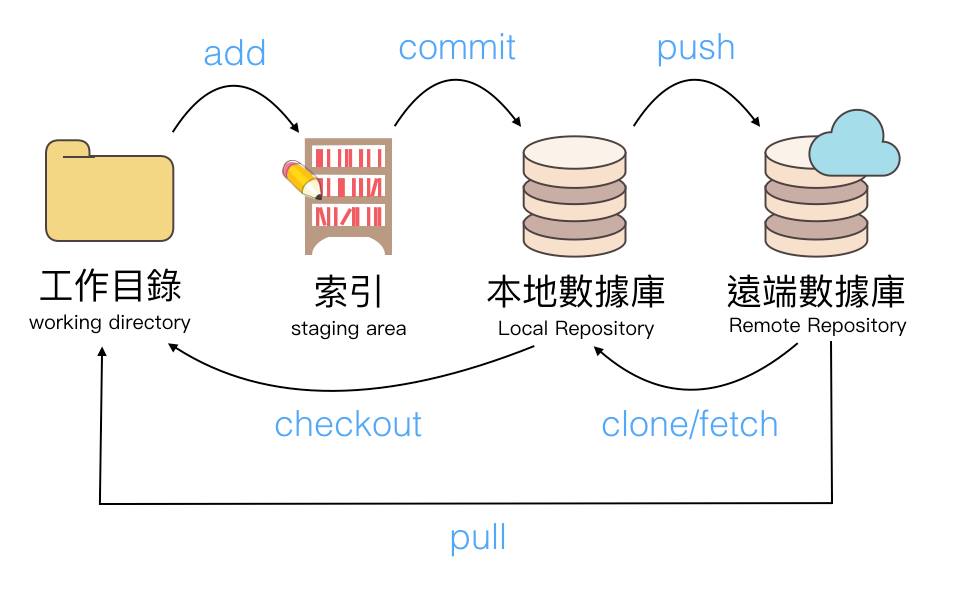 add
commit
push
工作目錄
working directory
索引
staging area
本地數據庫
Local Repository
遠端數據庫
Remote Repository
checkout
clone/fetch
pull